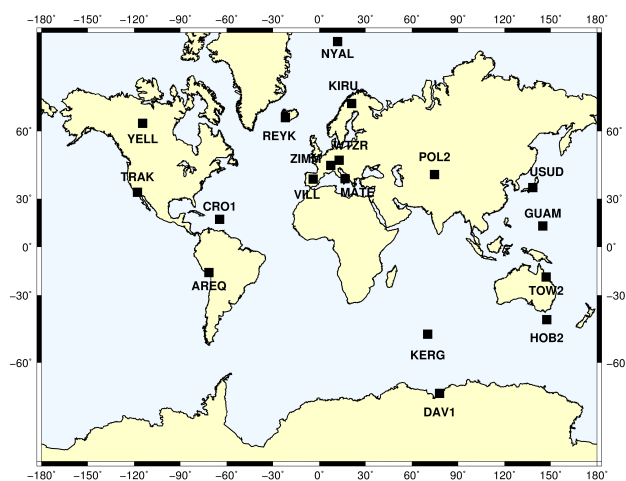 −180° −150° −120° −90° −60° −30° 0° 30° 60° 90° 120° 150° 180°
NYAL
KIRU
REYK
60° YELL 60°
WTZR
ZIMM POL2
TRAK USUD
VILL MATE
30° 30°
CRO1 GUAM
0° 0°
AREQ TOW2
−30° −30°
HOB2
KERG
−60° −60°
DAV1
−180° −150° −120° −90° −60° −30° 0° 30° 60° 90° 120° 150° 180°